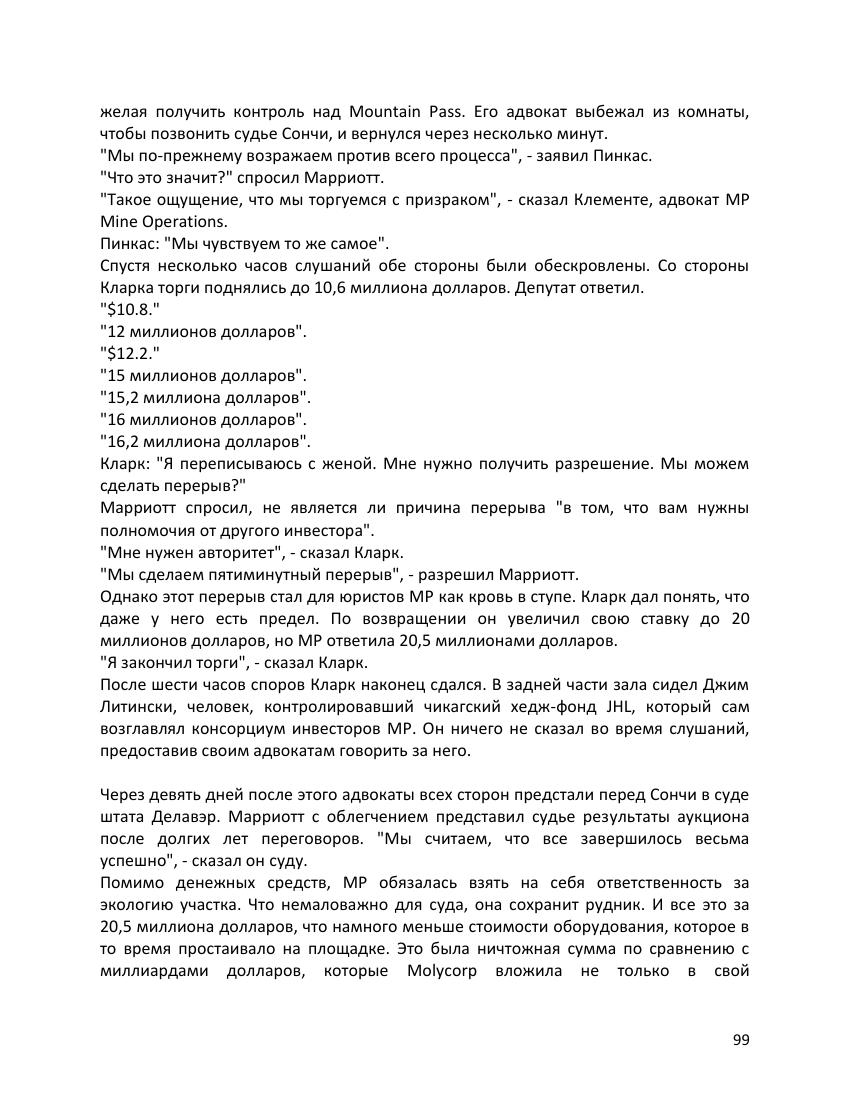 желая получить контроль над Mountain Pass. Его адвокат выбежал из комнаты,
чтобы позвонить судье Сончи, и вернулся через несколько минут.
"Мы по-прежнему возражаем против всего процесса", - заявил Пинкас.
"Что это значит?" спросил Марриотт.
"Такое ощущение, что мы торгуемся с призраком", - сказал Клементе, адвокат MP
Mine Operations.
Пинкас: "Мы чувствуем то же самое".
Спустя несколько часов слушаний обе стороны были обескровлены. Со стороны
Кларка торги поднялись до 10,6 миллиона долларов. Депутат ответил.
"$10.8."
"12 миллионов долларов".
"$12.2."
"15 миллионов долларов".
"15,2 миллиона долларов".
"16 миллионов долларов".
"16,2 миллиона долларов".
Кларк: "Я переписываюсь с женой. Мне нужно получить разрешение. Мы можем
сделать перерыв?"
Марриотт спросил, не является ли причина перерыва "в том, что вам нужны
полномочия от другого инвестора".
"Мне нужен авторитет", - сказал Кларк.
"Мы сделаем пятиминутный перерыв", - разрешил Марриотт.
Однако этот перерыв стал для юристов MP как кровь в ступе. Кларк дал понять, что
даже у него есть предел. По возвращении он увеличил свою ставку до 20
миллионов долларов, но MP ответила 20,5 миллионами долларов.
"Я закончил торги", - сказал Кларк.
После шести часов споров Кларк наконец сдался. В задней части зала сидел Джим
Литински, человек, контролировавший чикагский хедж-фонд JHL, который сам
возглавлял консорциум инвесторов MP. Он ничего не сказал во время слушаний,
предоставив своим адвокатам говорить за него.
Через девять дней после этого адвокаты всех сторон предстали перед Сончи в суде
штата Делавэр. Марриотт с облегчением представил судье результаты аукциона
после долгих лет переговоров. "Мы считаем, что все завершилось весьма
успешно", - сказал он суду.
Помимо денежных средств, MP обязалась взять на себя ответственность за
экологию участка. Что немаловажно для суда, она сохранит рудник. И все это за
20,5 миллиона долларов, что намного меньше стоимости оборудования, которое в
то время простаивало на площадке. Это была ничтожная сумма по сравнению с
миллиардами долларов, которые Molycorp вложила не только в свой
99